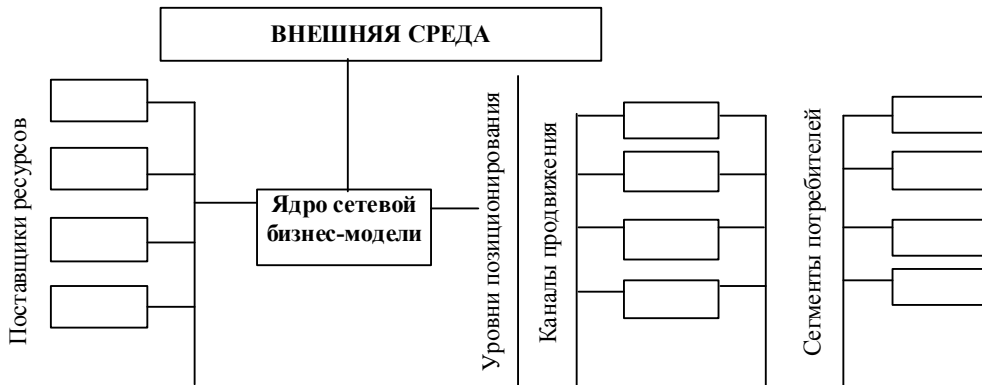 ВНЕШНЯЯ СРЕДА
Поставщики ресурсов
Ядро сетевой
бизнес-модели
Уровни позиционирования
Каналы продвижения
Сегменты потребителей